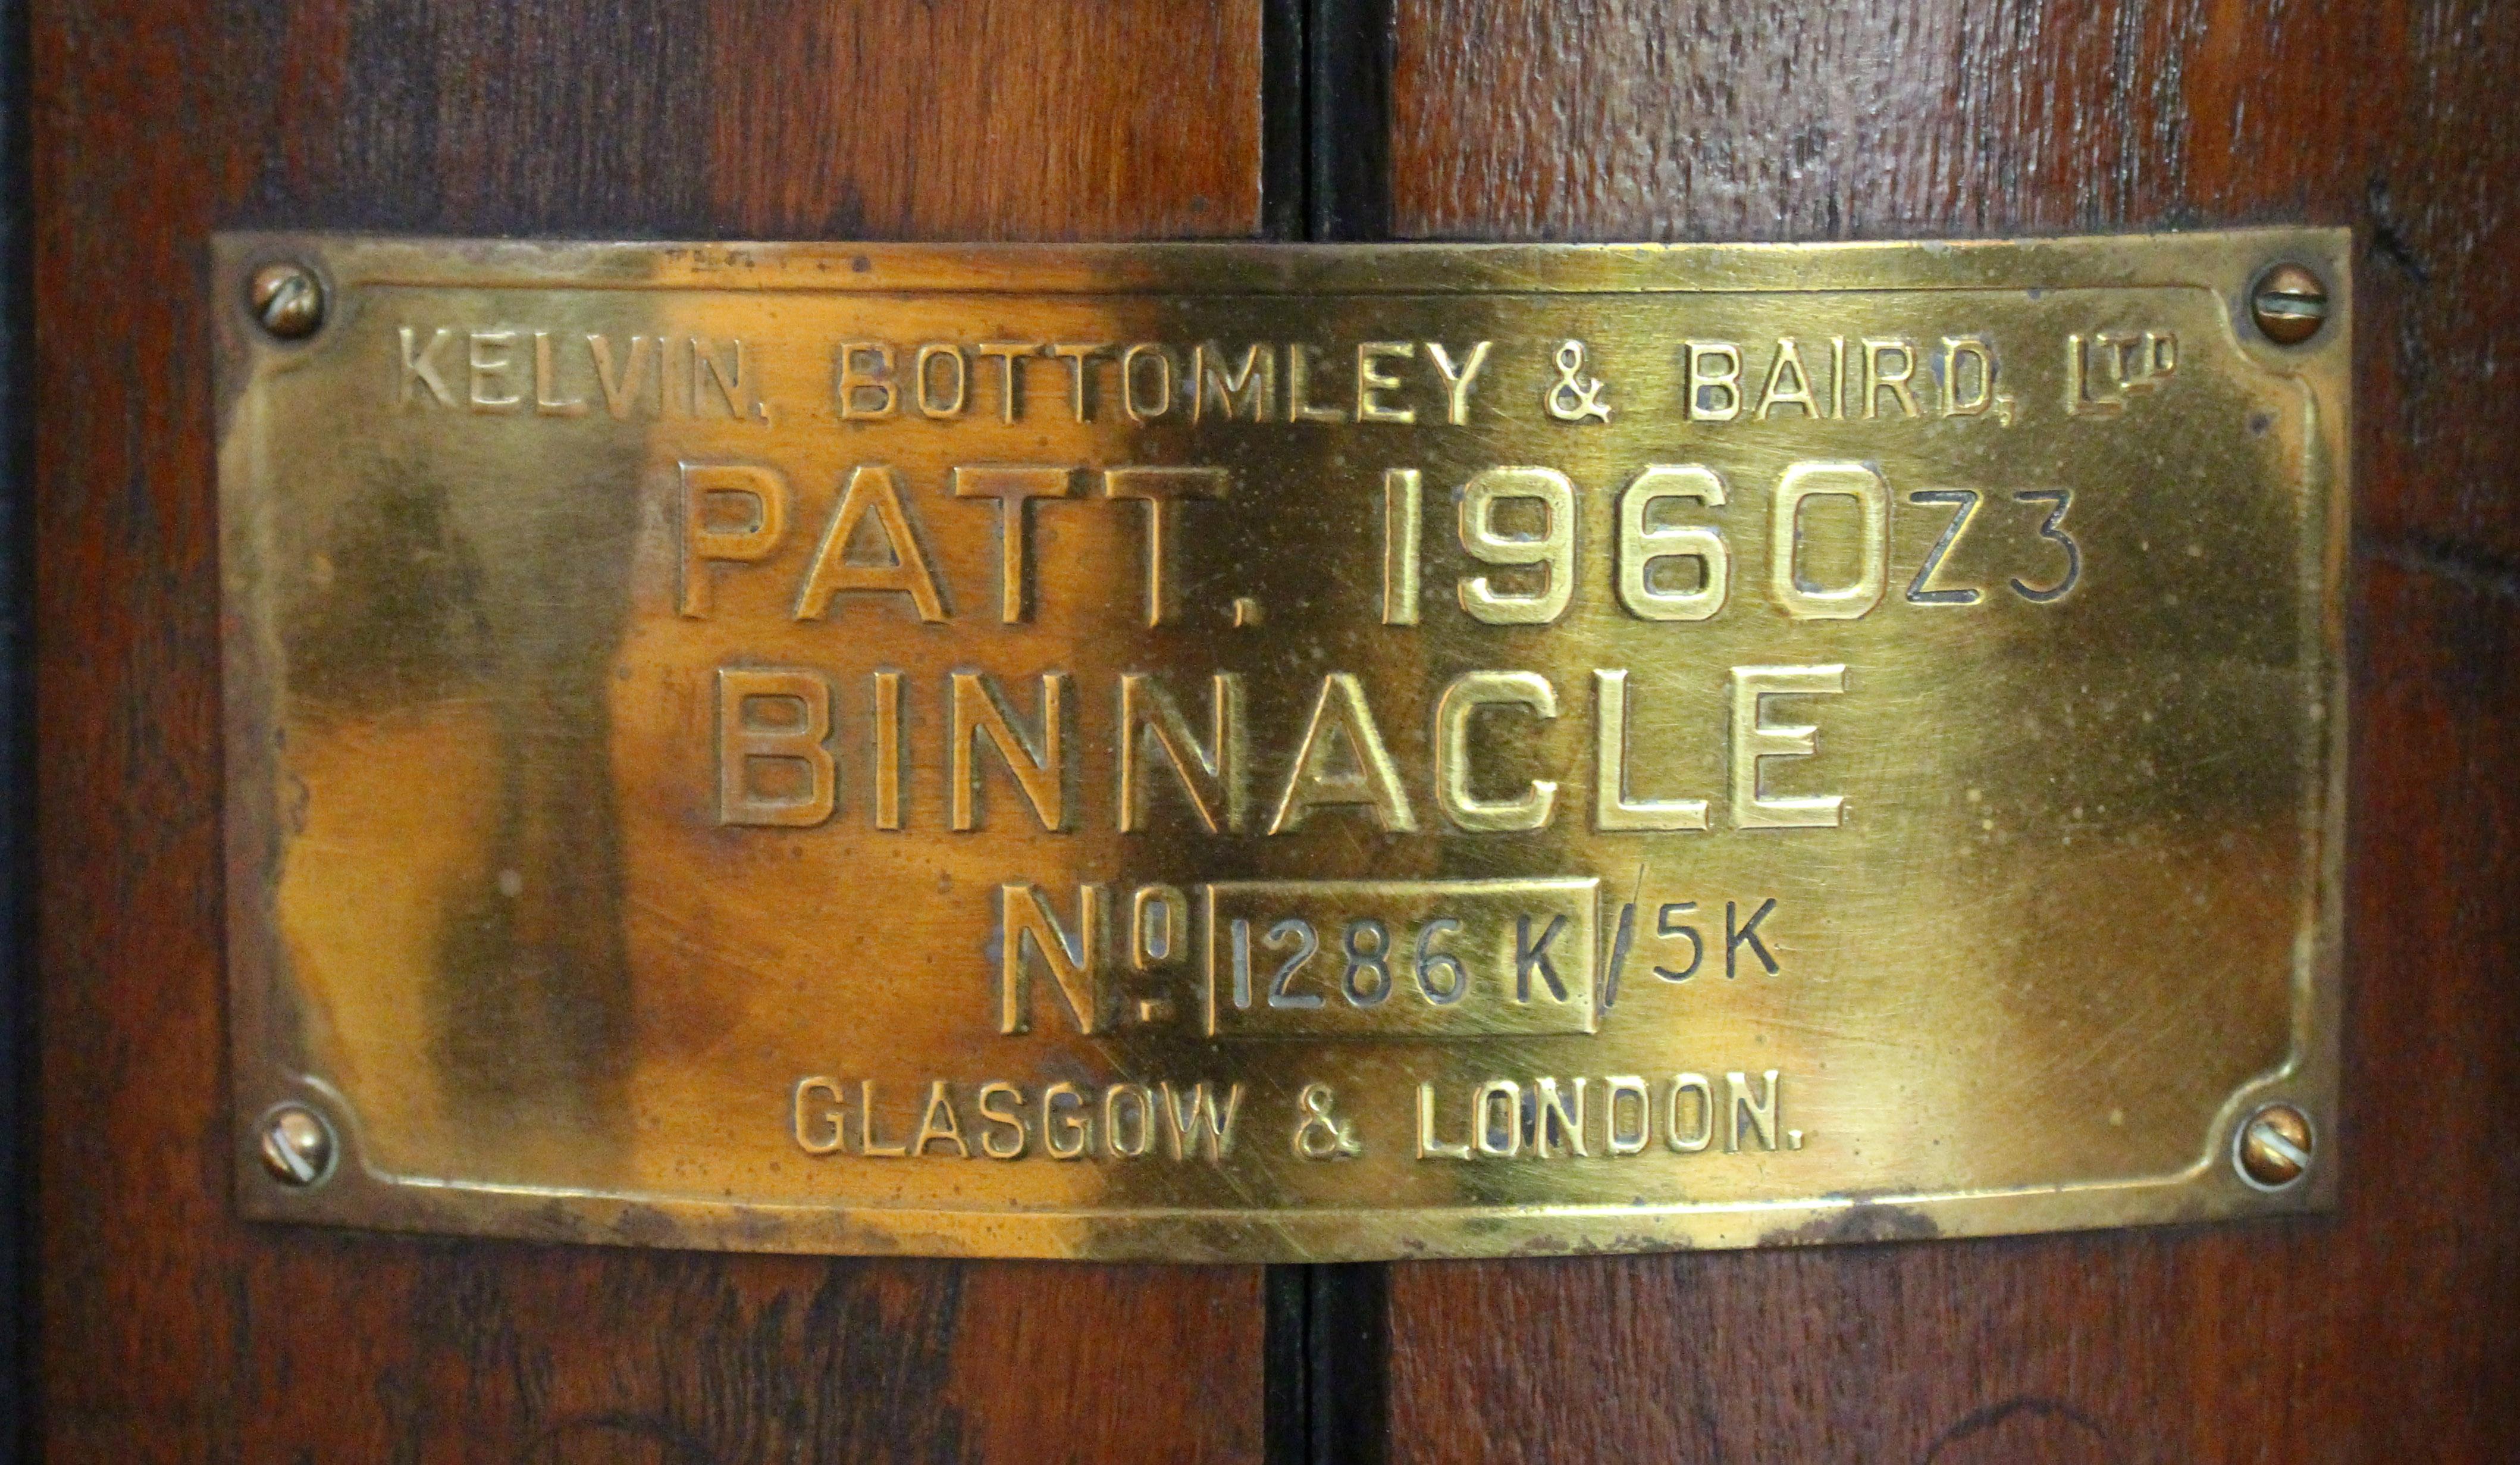 KELVIN, BOTTOMLEY & BAIRD, LTD
PATT. 1960Z3
BINNACLE
No 1286 K/5K
GLASGOW & LONDON.